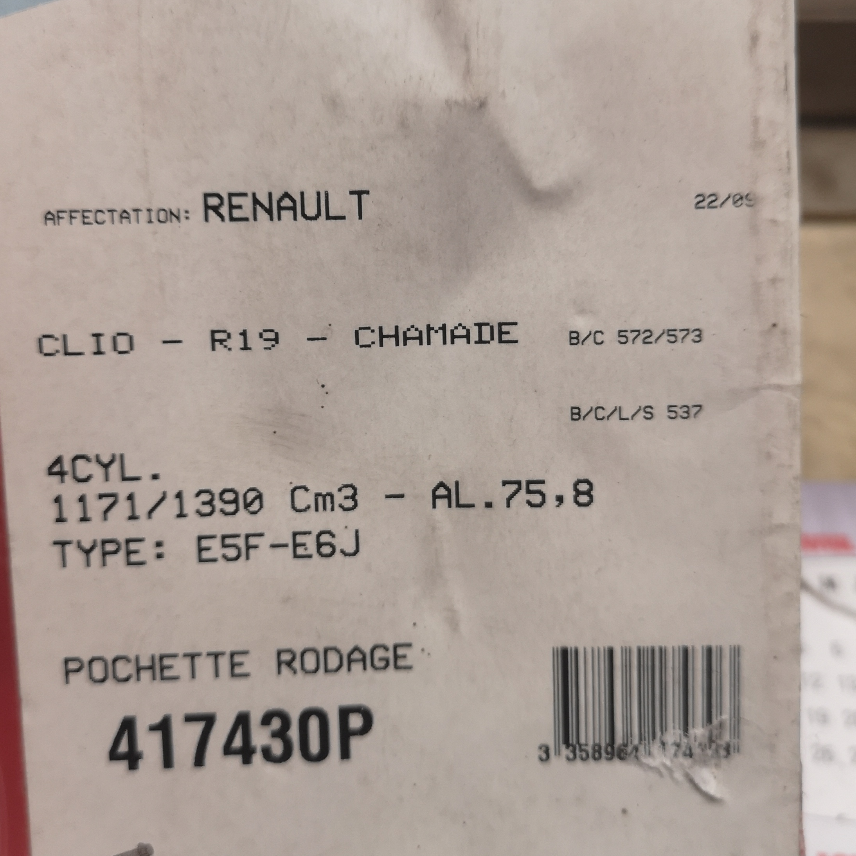 AFFECTATION: RENAULT
CLIO - R19 - CHAMADE B/C 572/573
B/C/L/S 537
4CYL.
1171/1390 Cm3 - AL.75,8
TYPE: E5F-E6J
POCHETTE RODAGE
417430P